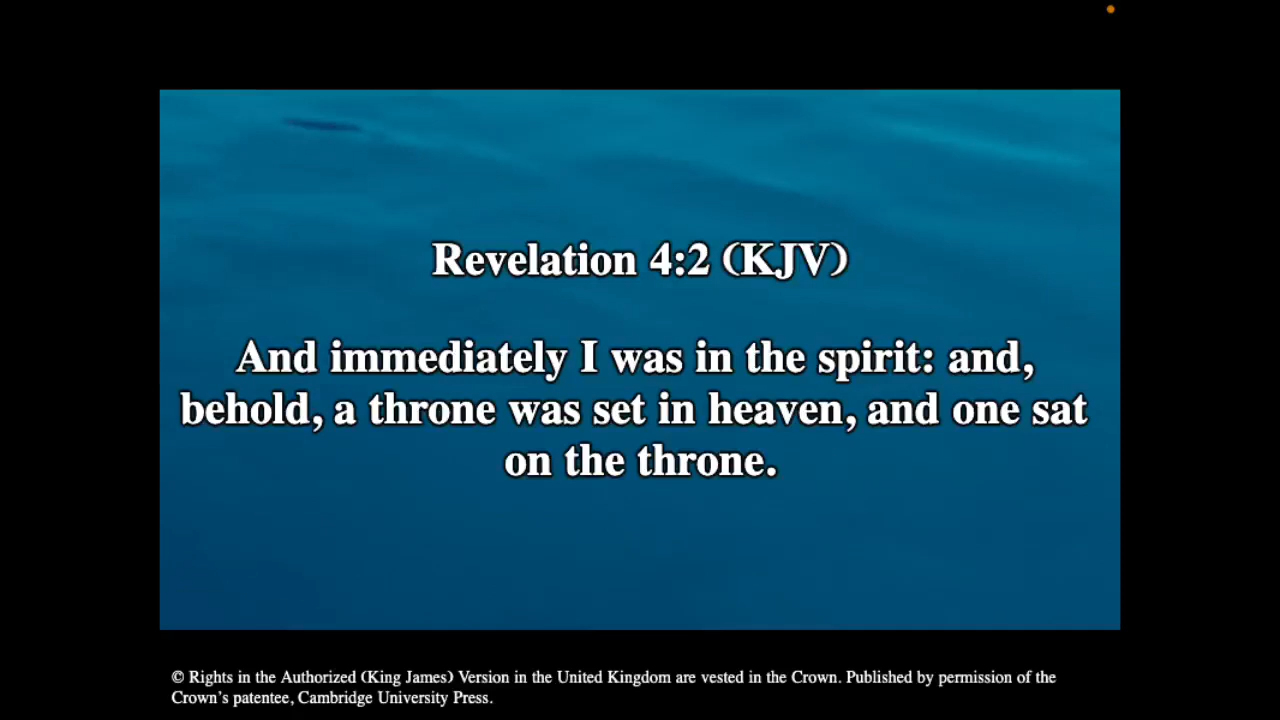 Revelation 4:2 (KJV)
And immediately I was in the spirit: and,
behold, a throne was set in heaven, and one sat
on the throne.
© Rights in the Authorized (King James) Version in the United Kingdom are vested in the Crown. Published by permission of the
Crown’s patentee, Cambridge University Press.